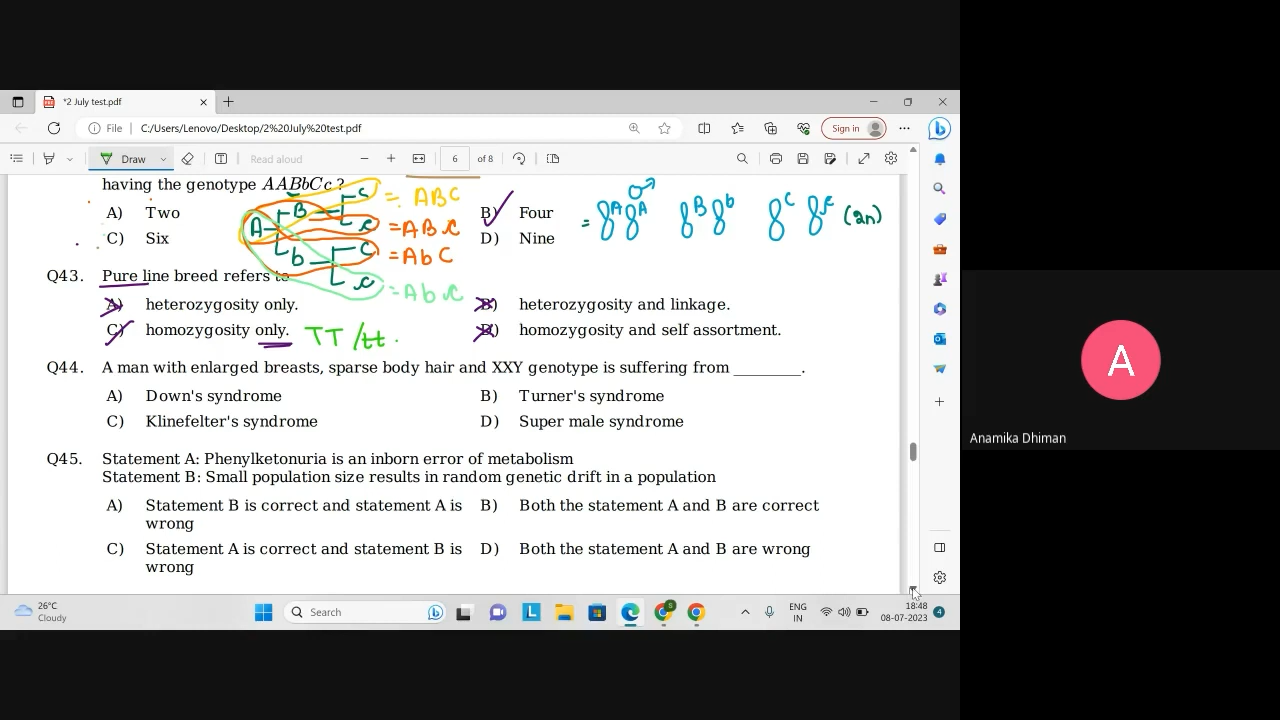 *2 July test.pdf
File
C:/Users/Lenovo/Desktop/2%20July%20test.pdf
Sign in
Draw
Read aloud
6 of 8
having the genotype AABbCc?
A) Two
B) Four
C) Six
D) Nine
A B C c b C c
= ABC
= ABc
= AbC
= Abc
= A A B b C c (2n)
Q43. Pure line breed refers to
A) heterozygosity only.
B) heterozygosity and linkage.
C) homozygosity only. TT/tt.
D) homozygosity and self assortment.
Q44. A man with enlarged breasts, sparse body hair and XXY genotype is suffering from ________.
A) Down's syndrome
B) Turner's syndrome
C) Klinefelter's syndrome
D) Super male syndrome
Q45. Statement A: Phenylketonuria is an inborn error of metabolism
Statement B: Small population size results in random genetic drift in a population
A) Statement B is correct and statement A is
wrong
B) Both the statement A and B are correct
C) Statement A is correct and statement B is
wrong
D) Both the statement A and B are wrong
26°C
Cloudy
Search
ENG
IN
18:48
08-07-2023
4
A
Anamika Dhiman